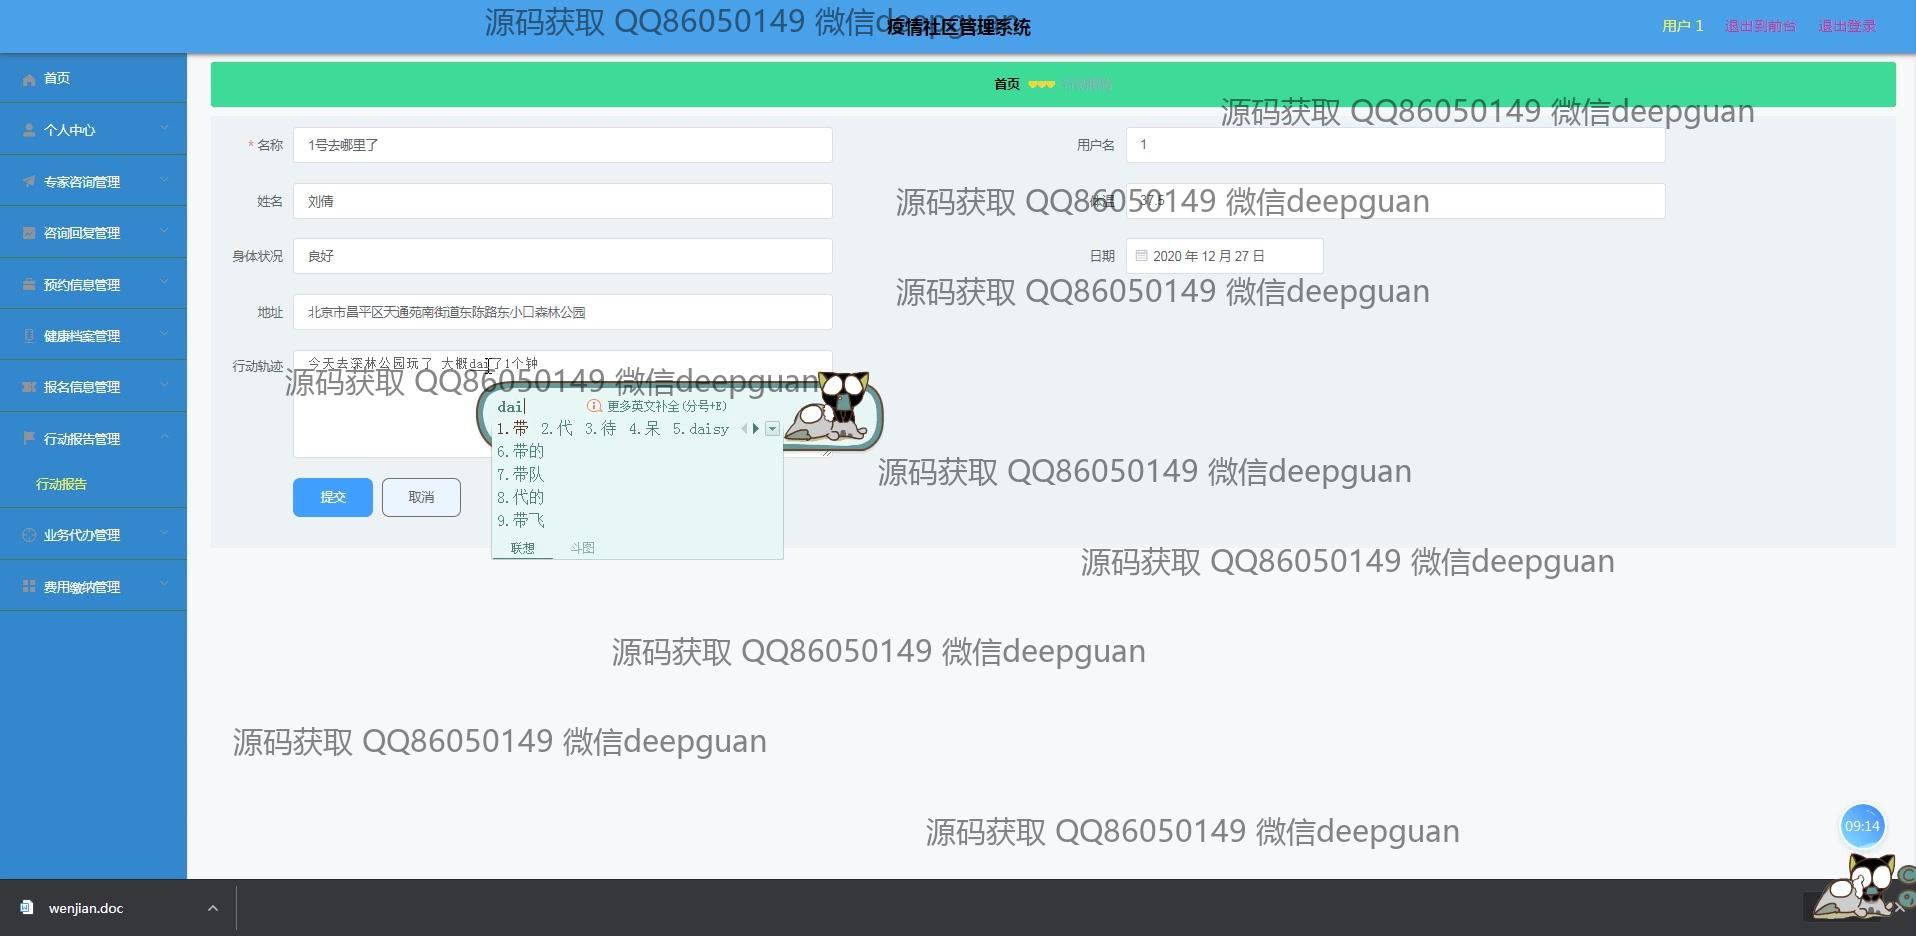 源码获取 QQ86050149 微信deepguan
疫情社区管理系统
用户 1 退出到前台 退出登录
首页
个人中心
专家咨询管理
咨询回复管理
预约信息管理
健康档案管理
报名信息管理
行动报告管理
行动报告
业务代办管理
费用缴纳管理
首页 行动报告
源码获取 QQ86050149 微信deepguan
* 名称 1号去哪里了
用户名 1
姓名 刘倩
体温 37.5
源码获取 QQ86050149 微信deepguan
身体状况 良好
日期 2020 年 12 月 27 日
源码获取 QQ86050149 微信deepguan
地址 北京市昌平区天通苑南街道东陈路东小口森林公园
行动轨迹 今天去深林公园玩了 大概dai了1个钟
源码获取 QQ86050149 微信deepguan
dai 更多英文补全(分号+E)
1.带 2.代 3.待 4.呆 5.daisy
6.带的
7.带队
8.代的
9.带飞
联想 斗图
源码获取 QQ86050149 微信deepguan
提交 取消
源码获取 QQ86050149 微信deepguan
源码获取 QQ86050149 微信deepguan
源码获取 QQ86050149 微信deepguan
源码获取 QQ86050149 微信deepguan
09:14
wenjian.doc